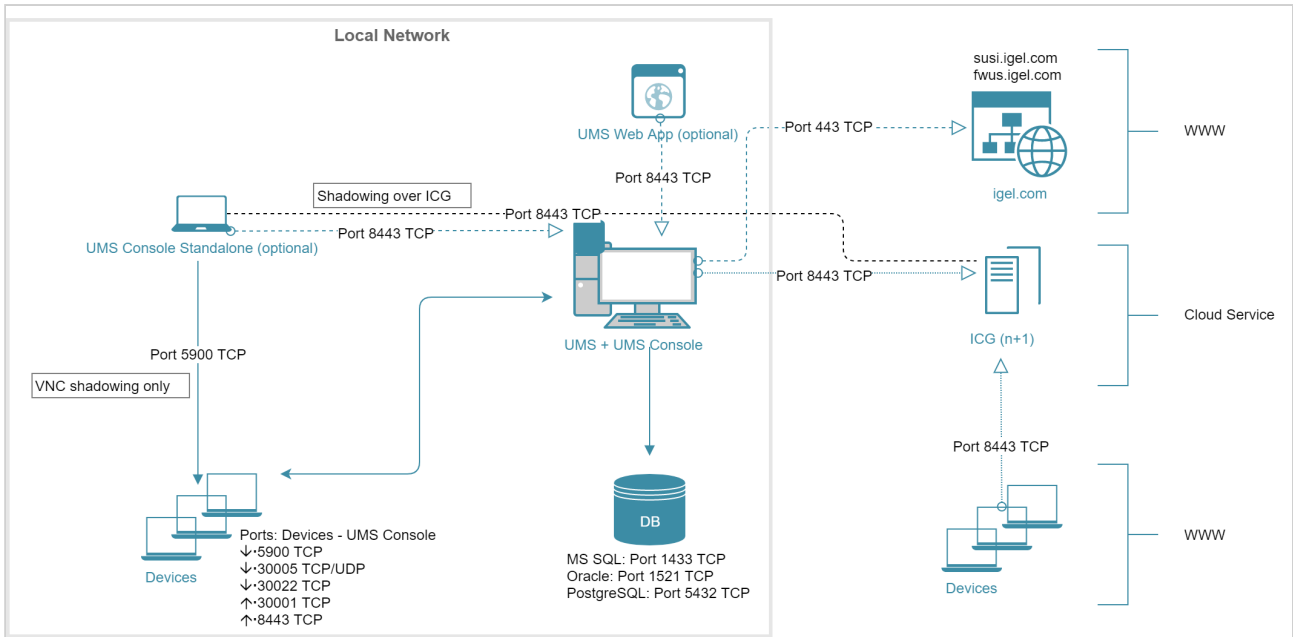 Local Network
susi.igel.com
fwus.igel.com
UMS Web App (optional)
Port 443 TCP
WWW
Port 8443 TCP
igel.com
Shadowing over ICG
Port 8443 TCP
Port 8443 TCP
UMS Console Standalone (optional)
Port 8443 TCP
Cloud Service
UMS + UMS Console
ICG (n+1)
Port 5900 TCP
VNC shadowing only
Port 8443 TCP
DB
Ports: Devices - UMS Console
↓·5900 TCP
↓·30005 TCP/UDP
↓·30022 TCP
↑·30001 TCP
↑·8443 TCP
Devices
MS SQL: Port 1433 TCP
Oracle: Port 1521 TCP
PostgreSQL: Port 5432 TCP
WWW
Devices